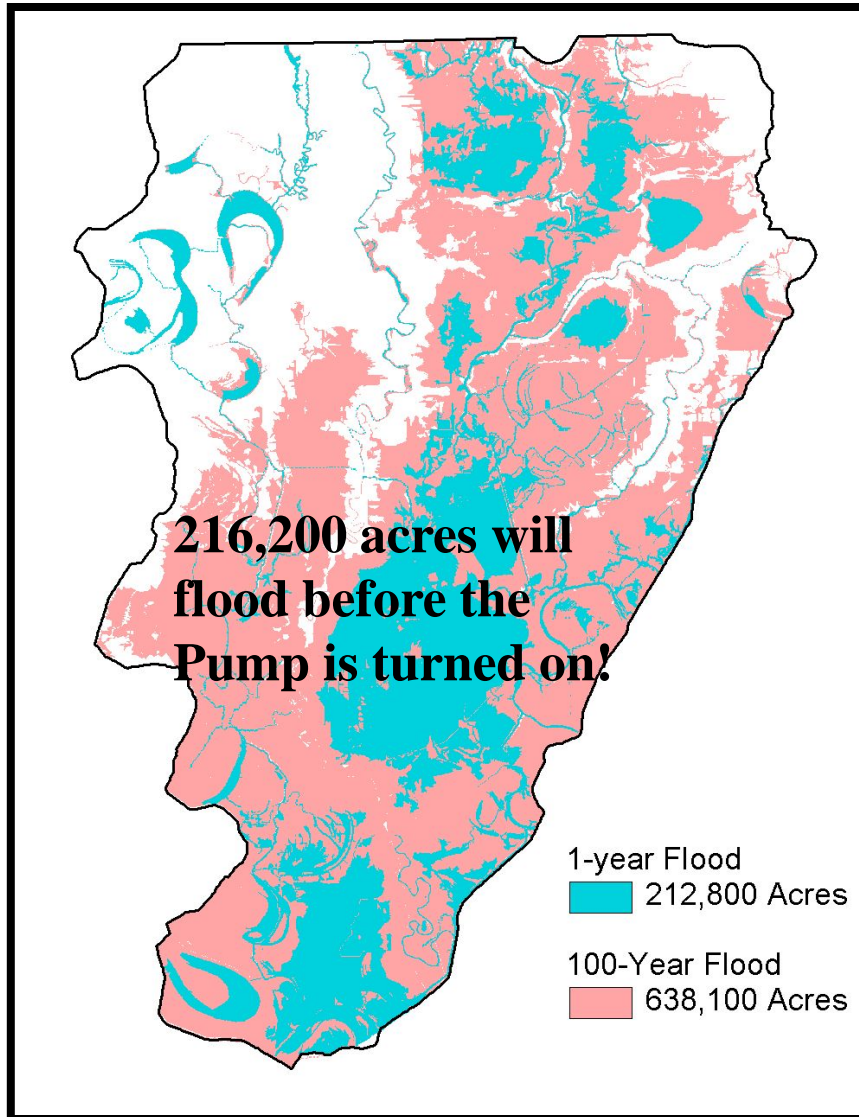 216,200 acres will
flood before the
Pump is turned on!
1-year Flood
212,800 Acres
100-Year Flood
638,100 Acres